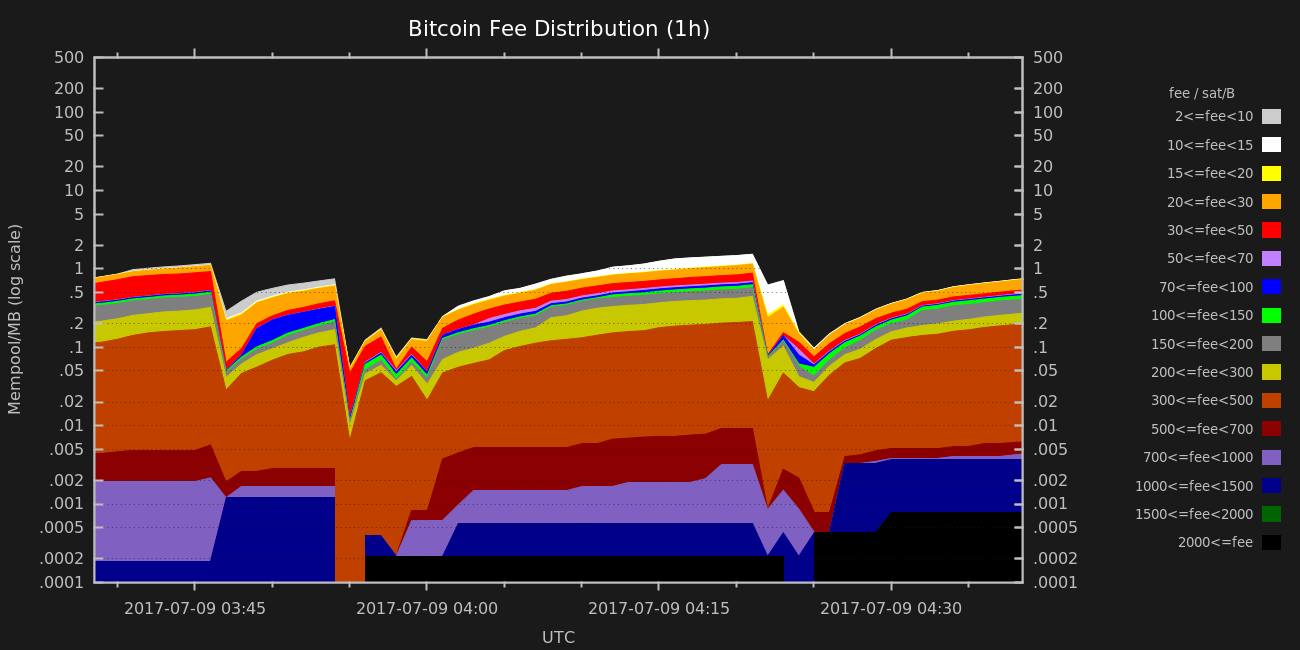 Bitcoin Fee Distribution (1h)
Mempool/MB (log scale)
500
200
100
50
20
10
5
2
1
.5
.2
.1
.05
.02
.01
.005
.002
.001
.0005
.0002
.0001
500
200
100
50
20
10
5
2
1
.5
.2
.1
.05
.02
.01
.005
.002
.001
.0005
.0002
.0001
2017-07-09 03:45 2017-07-09 04:00 2017-07-09 04:15 2017-07-09 04:30
UTC
fee / sat/B
2<=fee<10
10<=fee<15
15<=fee<20
20<=fee<30
30<=fee<50
50<=fee<70
70<=fee<100
100<=fee<150
150<=fee<200
200<=fee<300
300<=fee<500
500<=fee<700
700<=fee<1000
1000<=fee<1500
1500<=fee<2000
2000<=fee